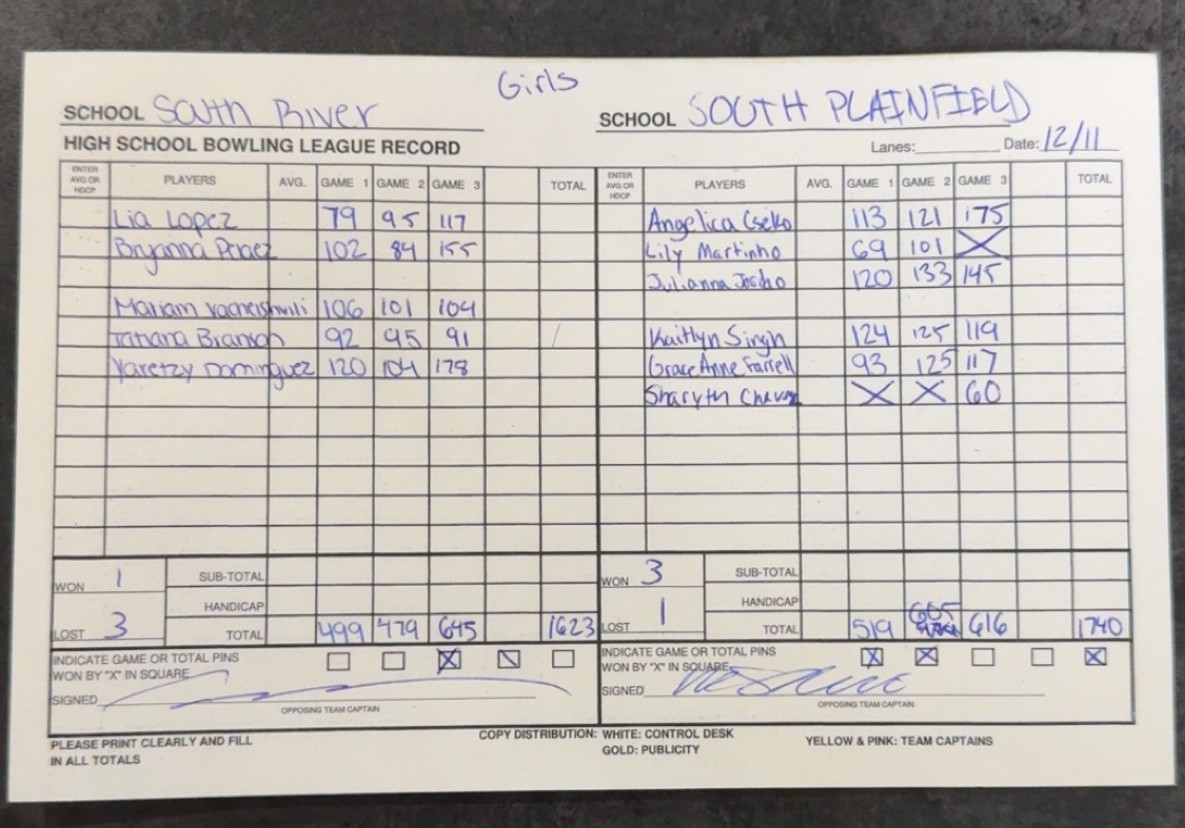 Girls
SCHOOL South River
SCHOOL SOUTH PLAINFIELD
HIGH SCHOOL BOWLING LEAGUE RECORD
Lanes: Date: 12/11
ENTER AVG OR HDCP PLAYERS AVG. GAME 1 GAME 2 GAME 3 TOTAL
Lia Lopez 79 95 117
Bryanna 102 84 155
Mariam 106 101 104
Tatiana 92 95 91
Yaretzy Dominguez 120 104 178
WON 1 SUB-TOTAL
HANDICAP
LOST 3 TOTAL 499 479 645 1623
INDICATE GAME OR TOTAL PINS
WON BY "X" IN SQUARE X
SIGNED
OPPOSING TEAM CAPTAIN
ENTER AVG OR HDCP PLAYERS AVG. GAME 1 GAME 2 GAME 3 TOTAL
Angelica Cseko 113 121 175
Lily Martinho 69 101 X
Julianna 120 133 145
Kaitlyn Singh 124 125 119
Grace Anne Farrell 93 125 117
X X 60
WON 3 SUB-TOTAL
HANDICAP
LOST 1 TOTAL 519 605 616 1740
INDICATE GAME OR TOTAL PINS
WON BY "X" IN SQUARE X X X
SIGNED
OPPOSING TEAM CAPTAIN
PLEASE PRINT CLEARLY AND FILL
IN ALL TOTALS
COPY DISTRIBUTION: WHITE: CONTROL DESK
GOLD: PUBLICITY
YELLOW & PINK: TEAM CAPTAINS